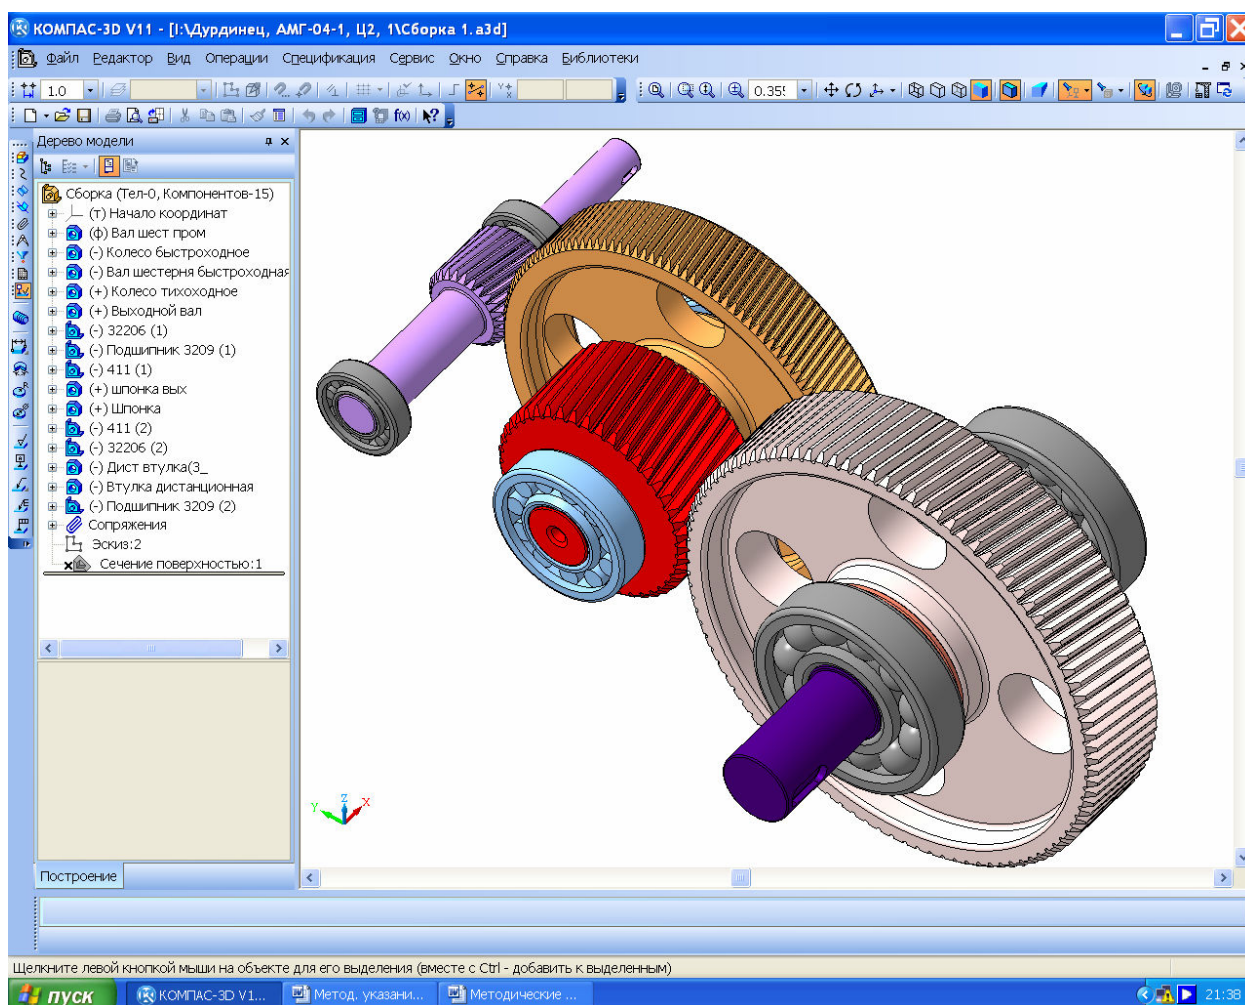 КОМПАС-3D V11 - [I:\Дурдинец, АМГ-04-1, Ц2, 1\Сборка 1.a3d]
Файл Редактор Вид Операции Спецификация Сервис Окно Справка Библиотеки
1.0
0.355
f(x)
Дерево модели
Сборка (Тел-0, Компонентов-15)
(т) Начало координат
(ф) Вал шест пром
(-) Колесо быстроходное
(-) Вал шестерня быстроходная
(+) Колесо тихоходное
(+) Выходной вал
(-) 32206 (1)
(-) Подшипник 3209 (1)
(-) 411 (1)
(+) шпонка вых
(+) Шпонка
(-) 411 (2)
(-) 32206 (2)
(-) Дист втулка(3_
(-) Втулка дистанционная
(-) Подшипник 3209 (2)
Сопряжения
Эскиз:2
Сечение поверхностью:1
Z
Y
X
Построение
Щелкните левой кнопкой мыши на объекте для его выделения (вместе с Ctrl - добавить к выделенным)
пуск
КОМПАС-3D V1...
Метод. указани...
Методические ...
21:38